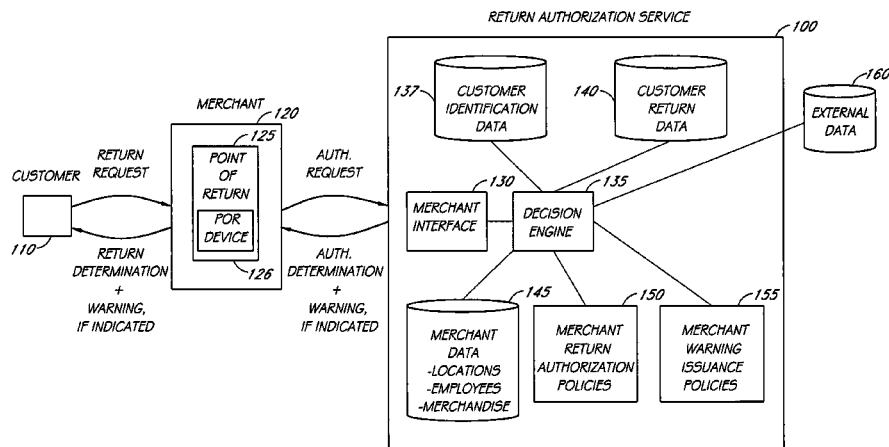 RETURN AUTHORIZATION SERVICE
100
160
137
CUSTOMER
IDENTIFICATION
DATA
140
CUSTOMER
RETURN
DATA
EXTERNAL
DATA
MERCHANT
120
125
POINT
OF
RETURN
POR
DEVICE
126
CUSTOMER
110
RETURN
REQUEST
RETURN
DETERMINATION
+
WARNING,
IF INDICATED
AUTH.
REQUEST
AUTH.
DETERMINATION
+
WARNING,
IF INDICATED
130
MERCHANT
INTERFACE
135
DECISION
ENGINE
145
MERCHANT
DATA
-LOCATIONS
-EMPLOYEES
-MERCHANDISE
150
MERCHANT
RETURN
AUTHORIZATION
POLICIES
155
MERCHANT
WARNING
ISSUANCE
POLICIES